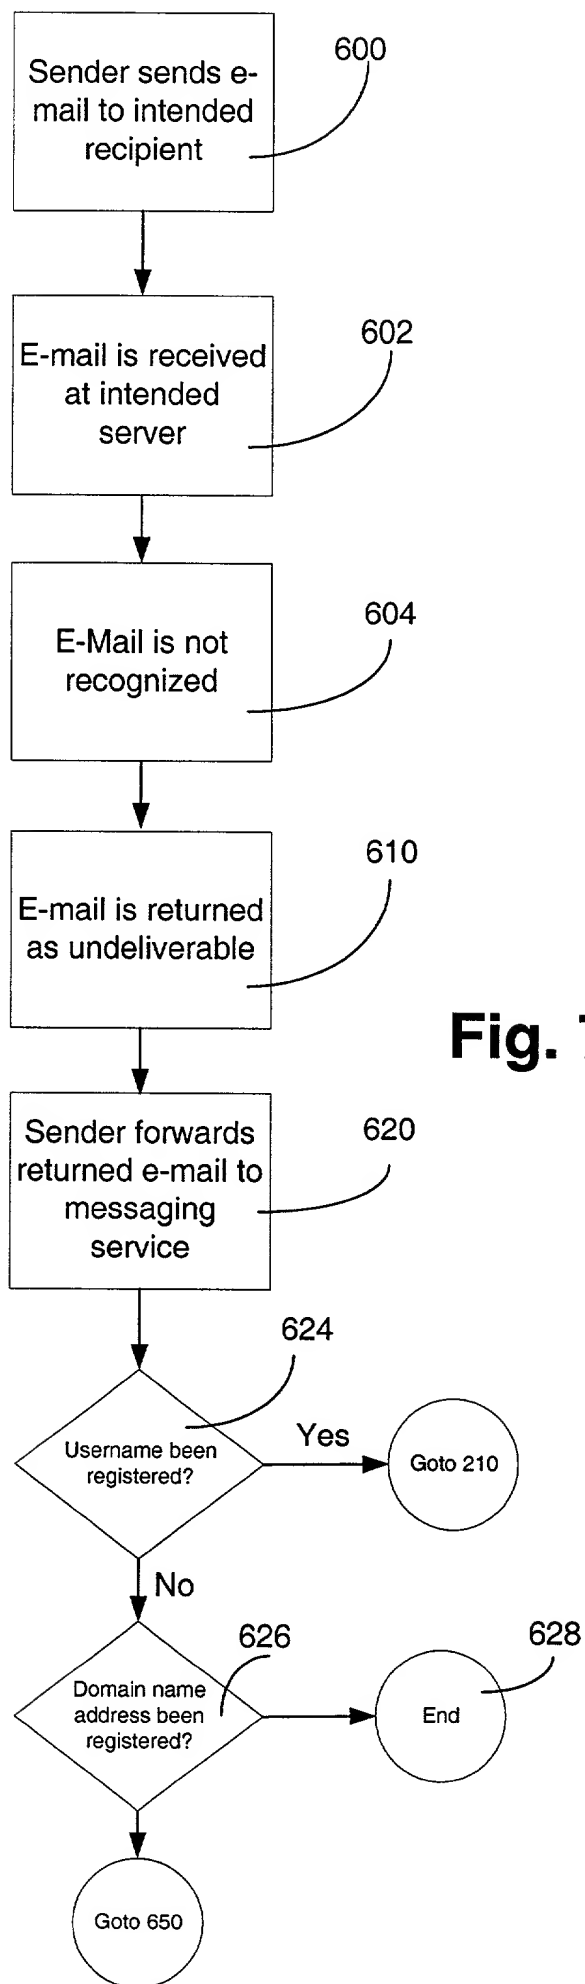 Sender sends e-
mail to intended
recipient
600
E-mail is received
at intended
server
602
E-Mail is not
recognized
604
E-mail is returned
as undeliverable
610
Fig.
Sender forwards
returned e-mail to
messaging
service
620
624
Username been
registered?
Yes
Goto 210
No
626
Domain name
address been
registered?
628
End
Goto 650